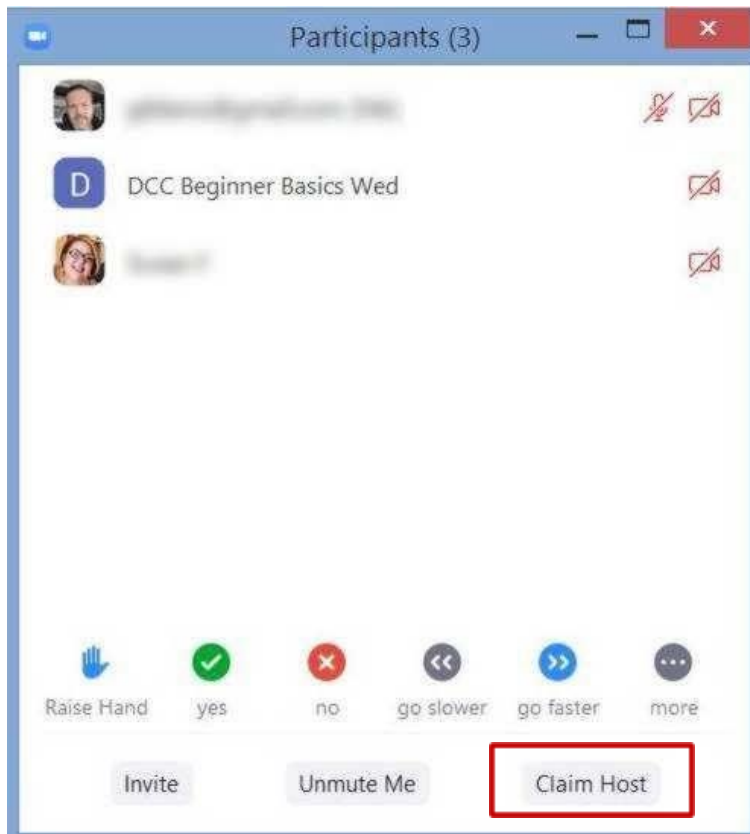 Participants (3)
D DCC Beginner Basics Wed
Raise Hand yes no go slower go faster more
Invite Unmute Me Claim Host